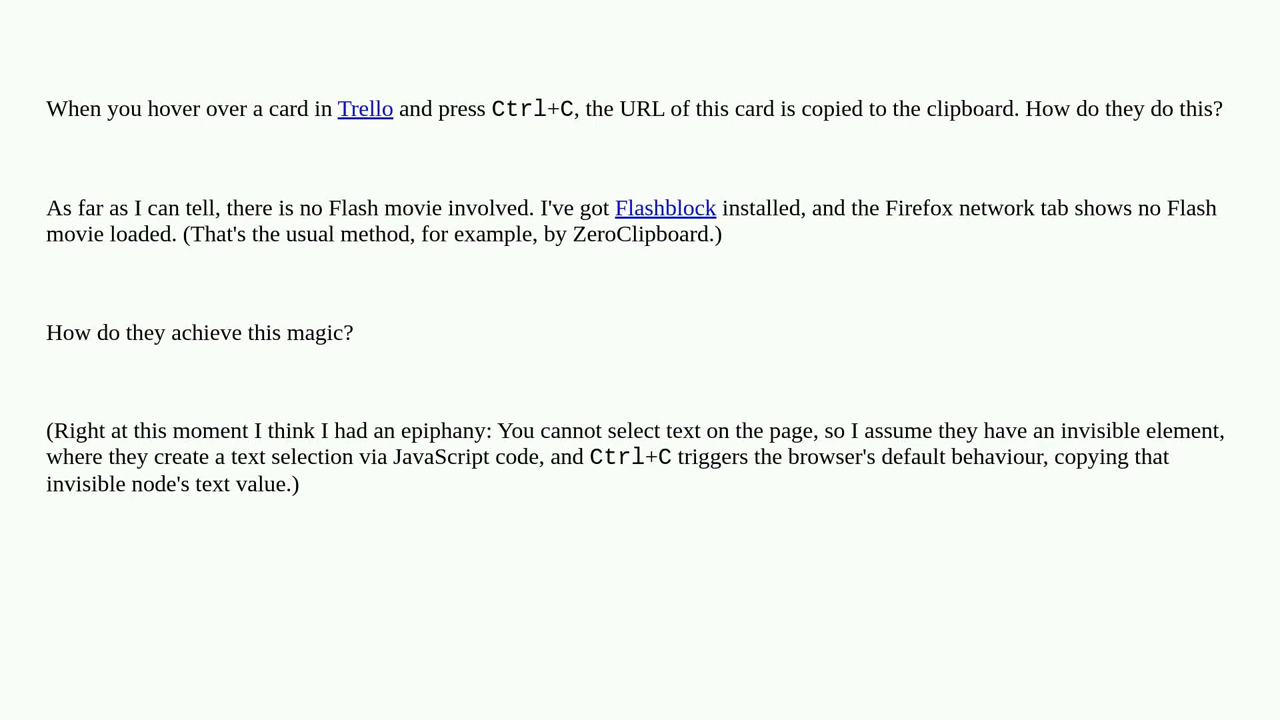 When you hover over a card in Trello and press Ctrl+C, the URL of this card is copied to the clipboard. How do they do this?
As far as I can tell, there is no Flash movie involved. I've got Flashblock installed, and the Firefox network tab shows no Flash
movie loaded. (That's the usual method, for example, by ZeroClipboard.)
How do they achieve this magic?
(Right at this moment I think I had an epiphany: You cannot select text on the page, so I assume they have an invisible element,
where they create a text selection via JavaScript code, and Ctrl+C triggers the browser's default behaviour, copying that
invisible node's text value.)